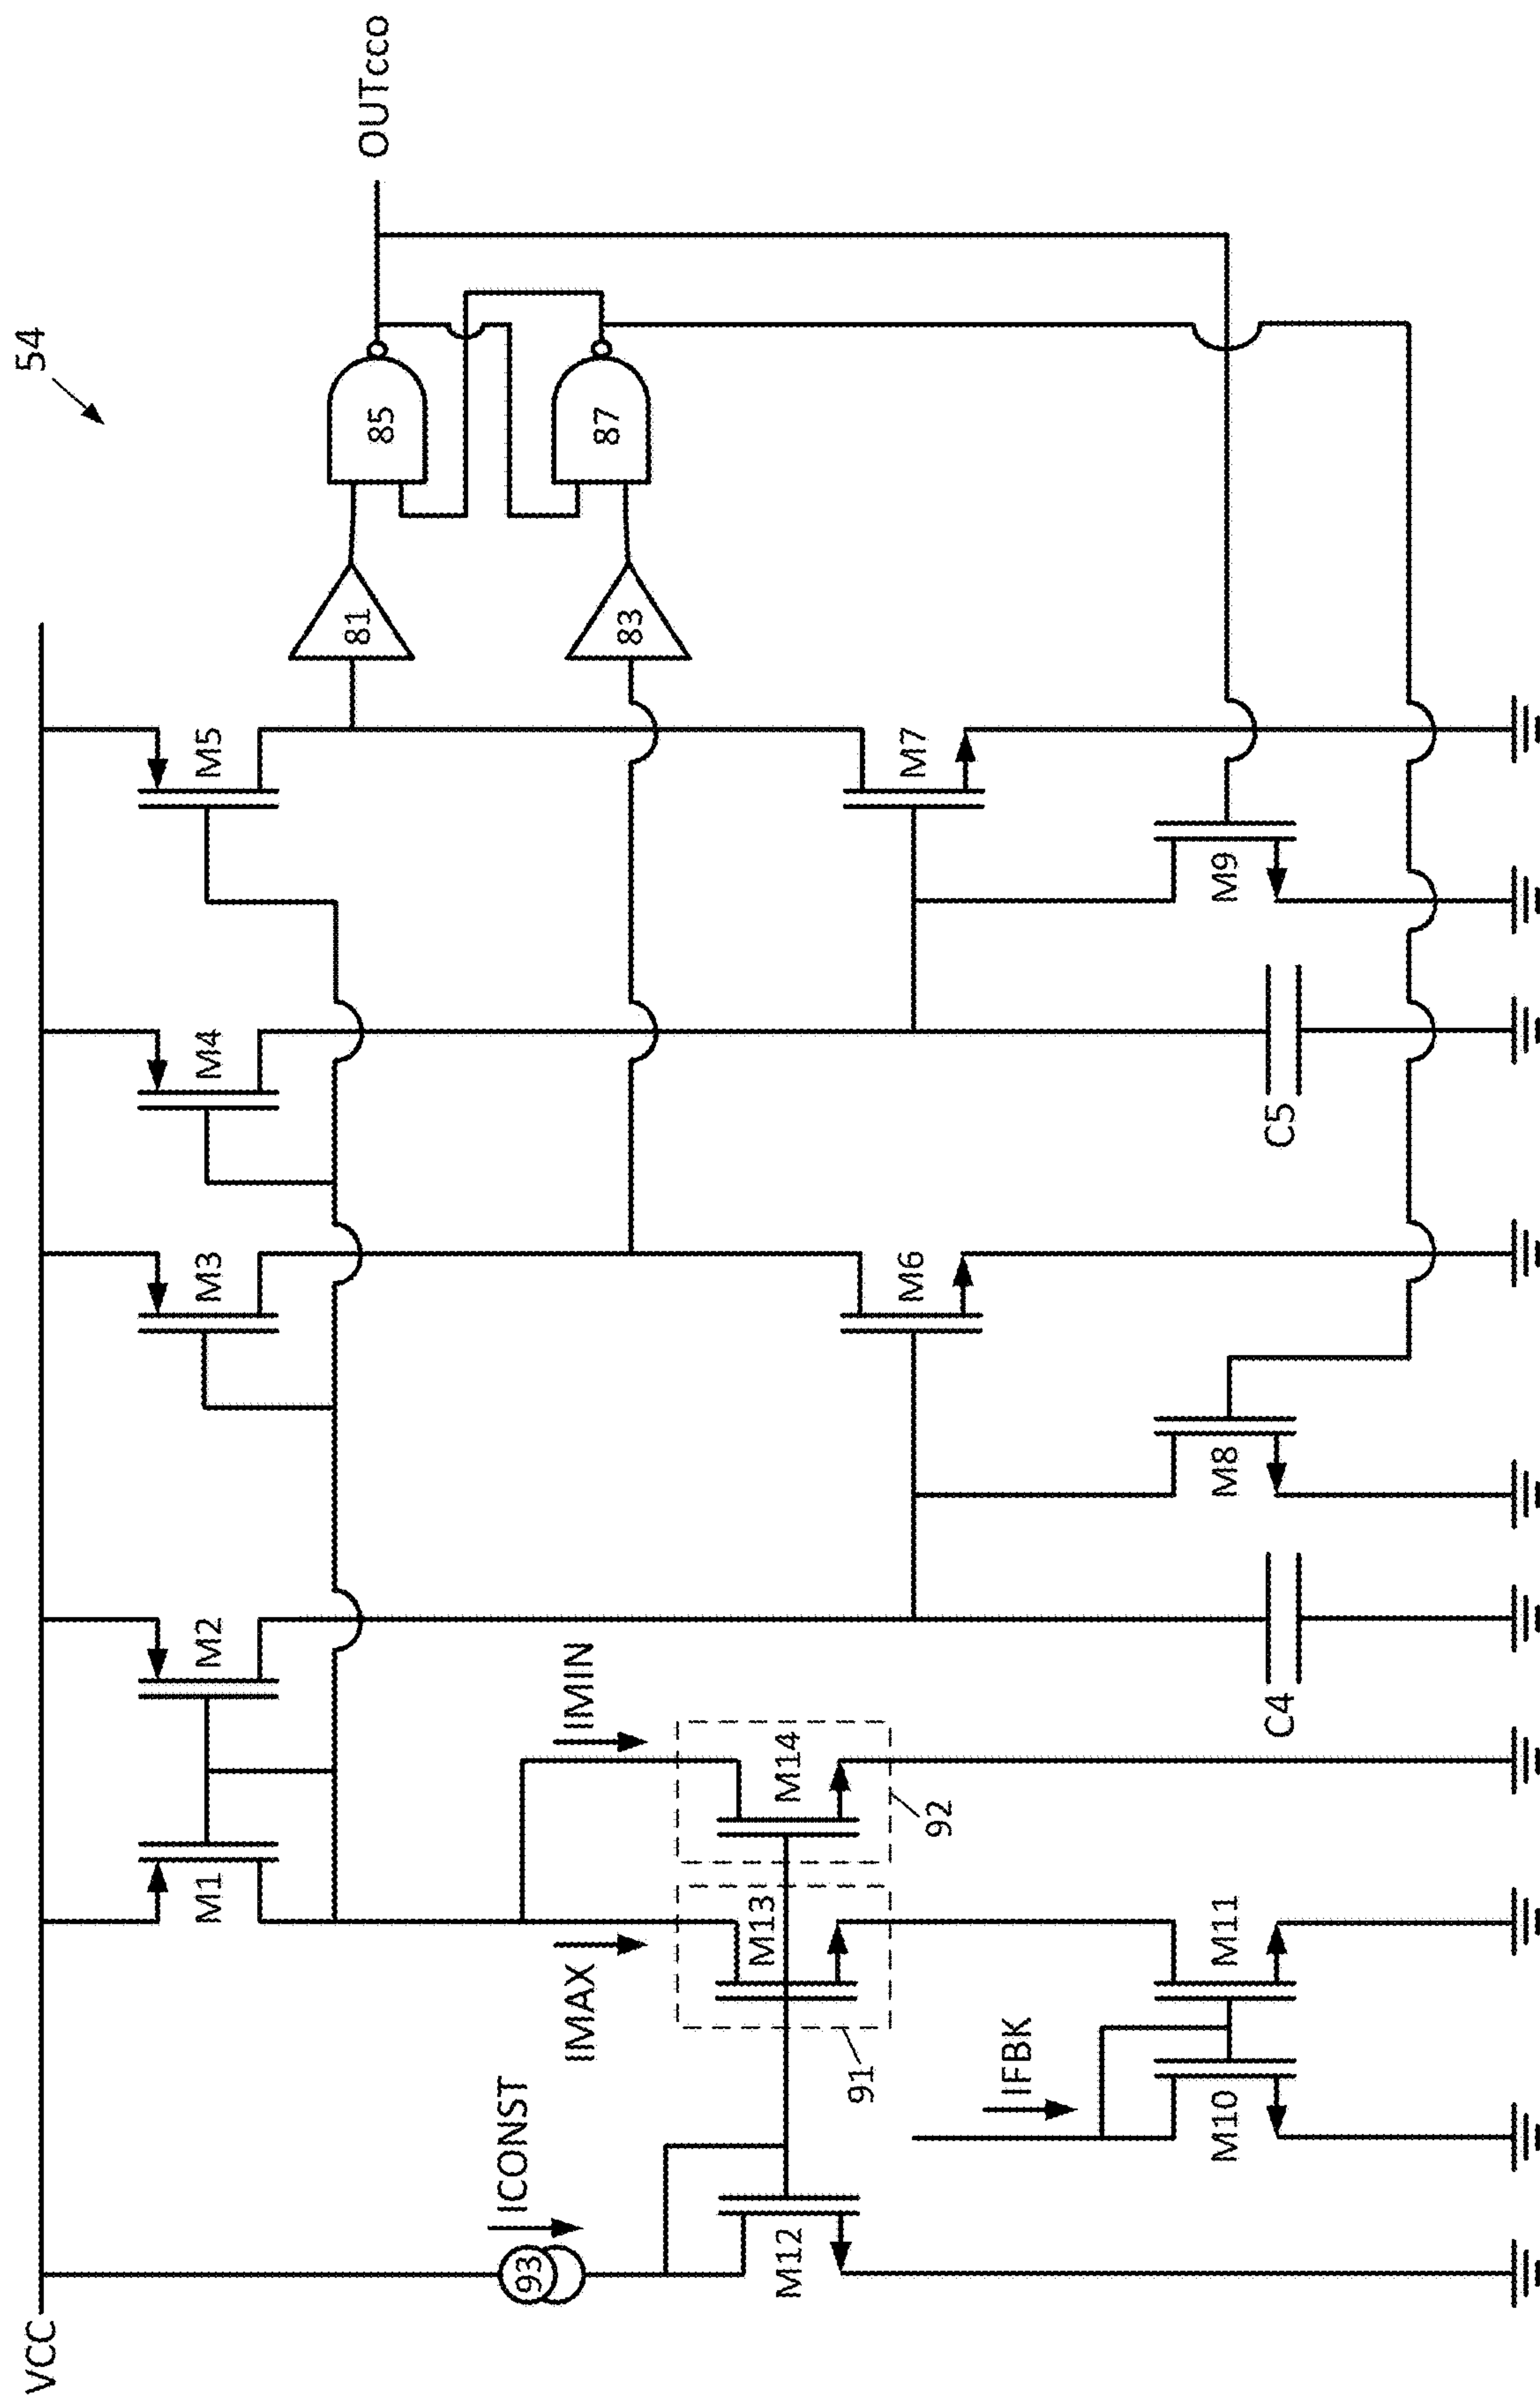 54
VCC
M1
M2
M3
M4
M5
81
85
OUTcco
83
87
ICONST
93
IMAX
IMIN
M12
M13
M14
91
92
M6
M7
IFBK
M10
M11
M8
M9
C4
C5